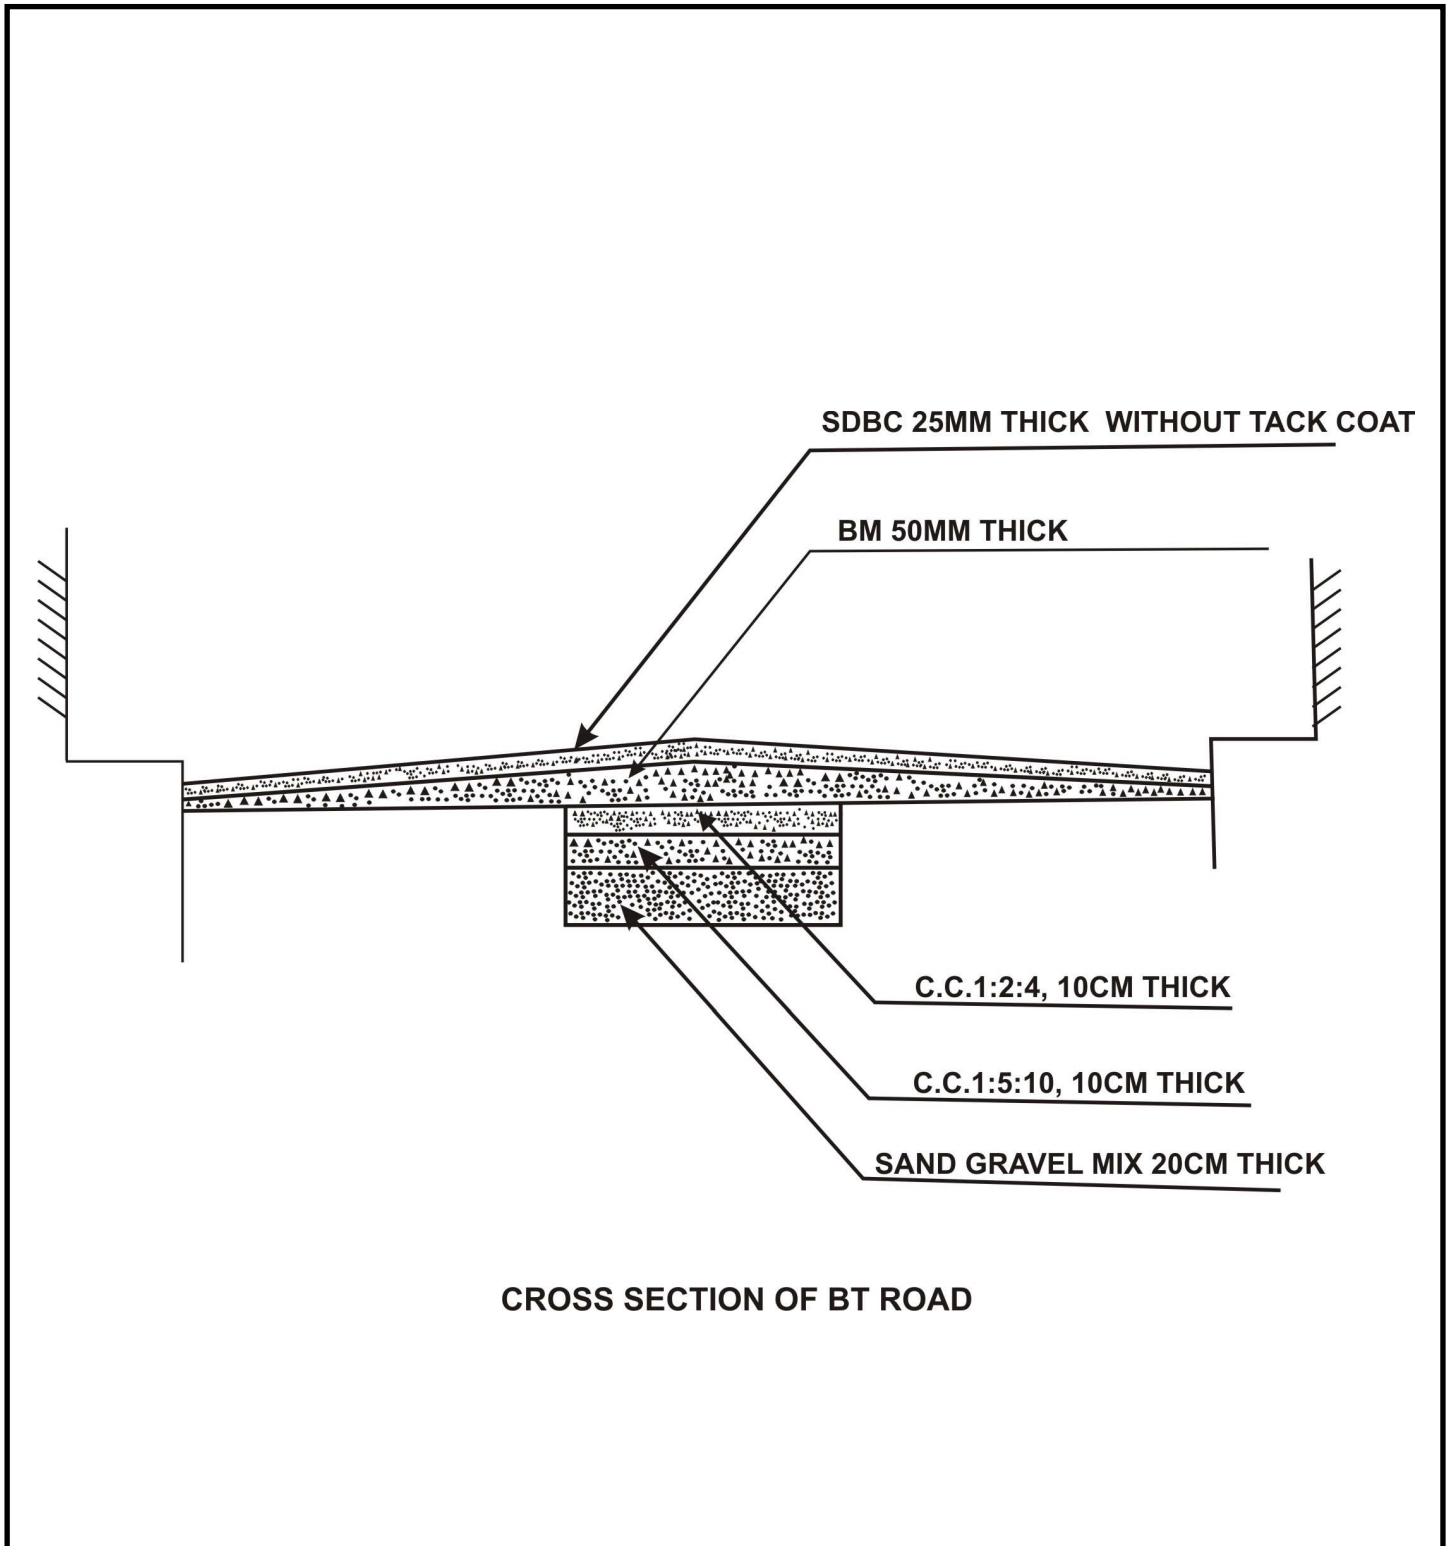 SDBC 25MM THICK  WITHOUT TACK COAT
BM 50MM THICK
C.C.1:2:4, 10CM THICK
C.C.1:5:10, 10CM THICK
SAND GRAVEL MIX 20CM THICK
CROSS SECTION OF BT ROAD